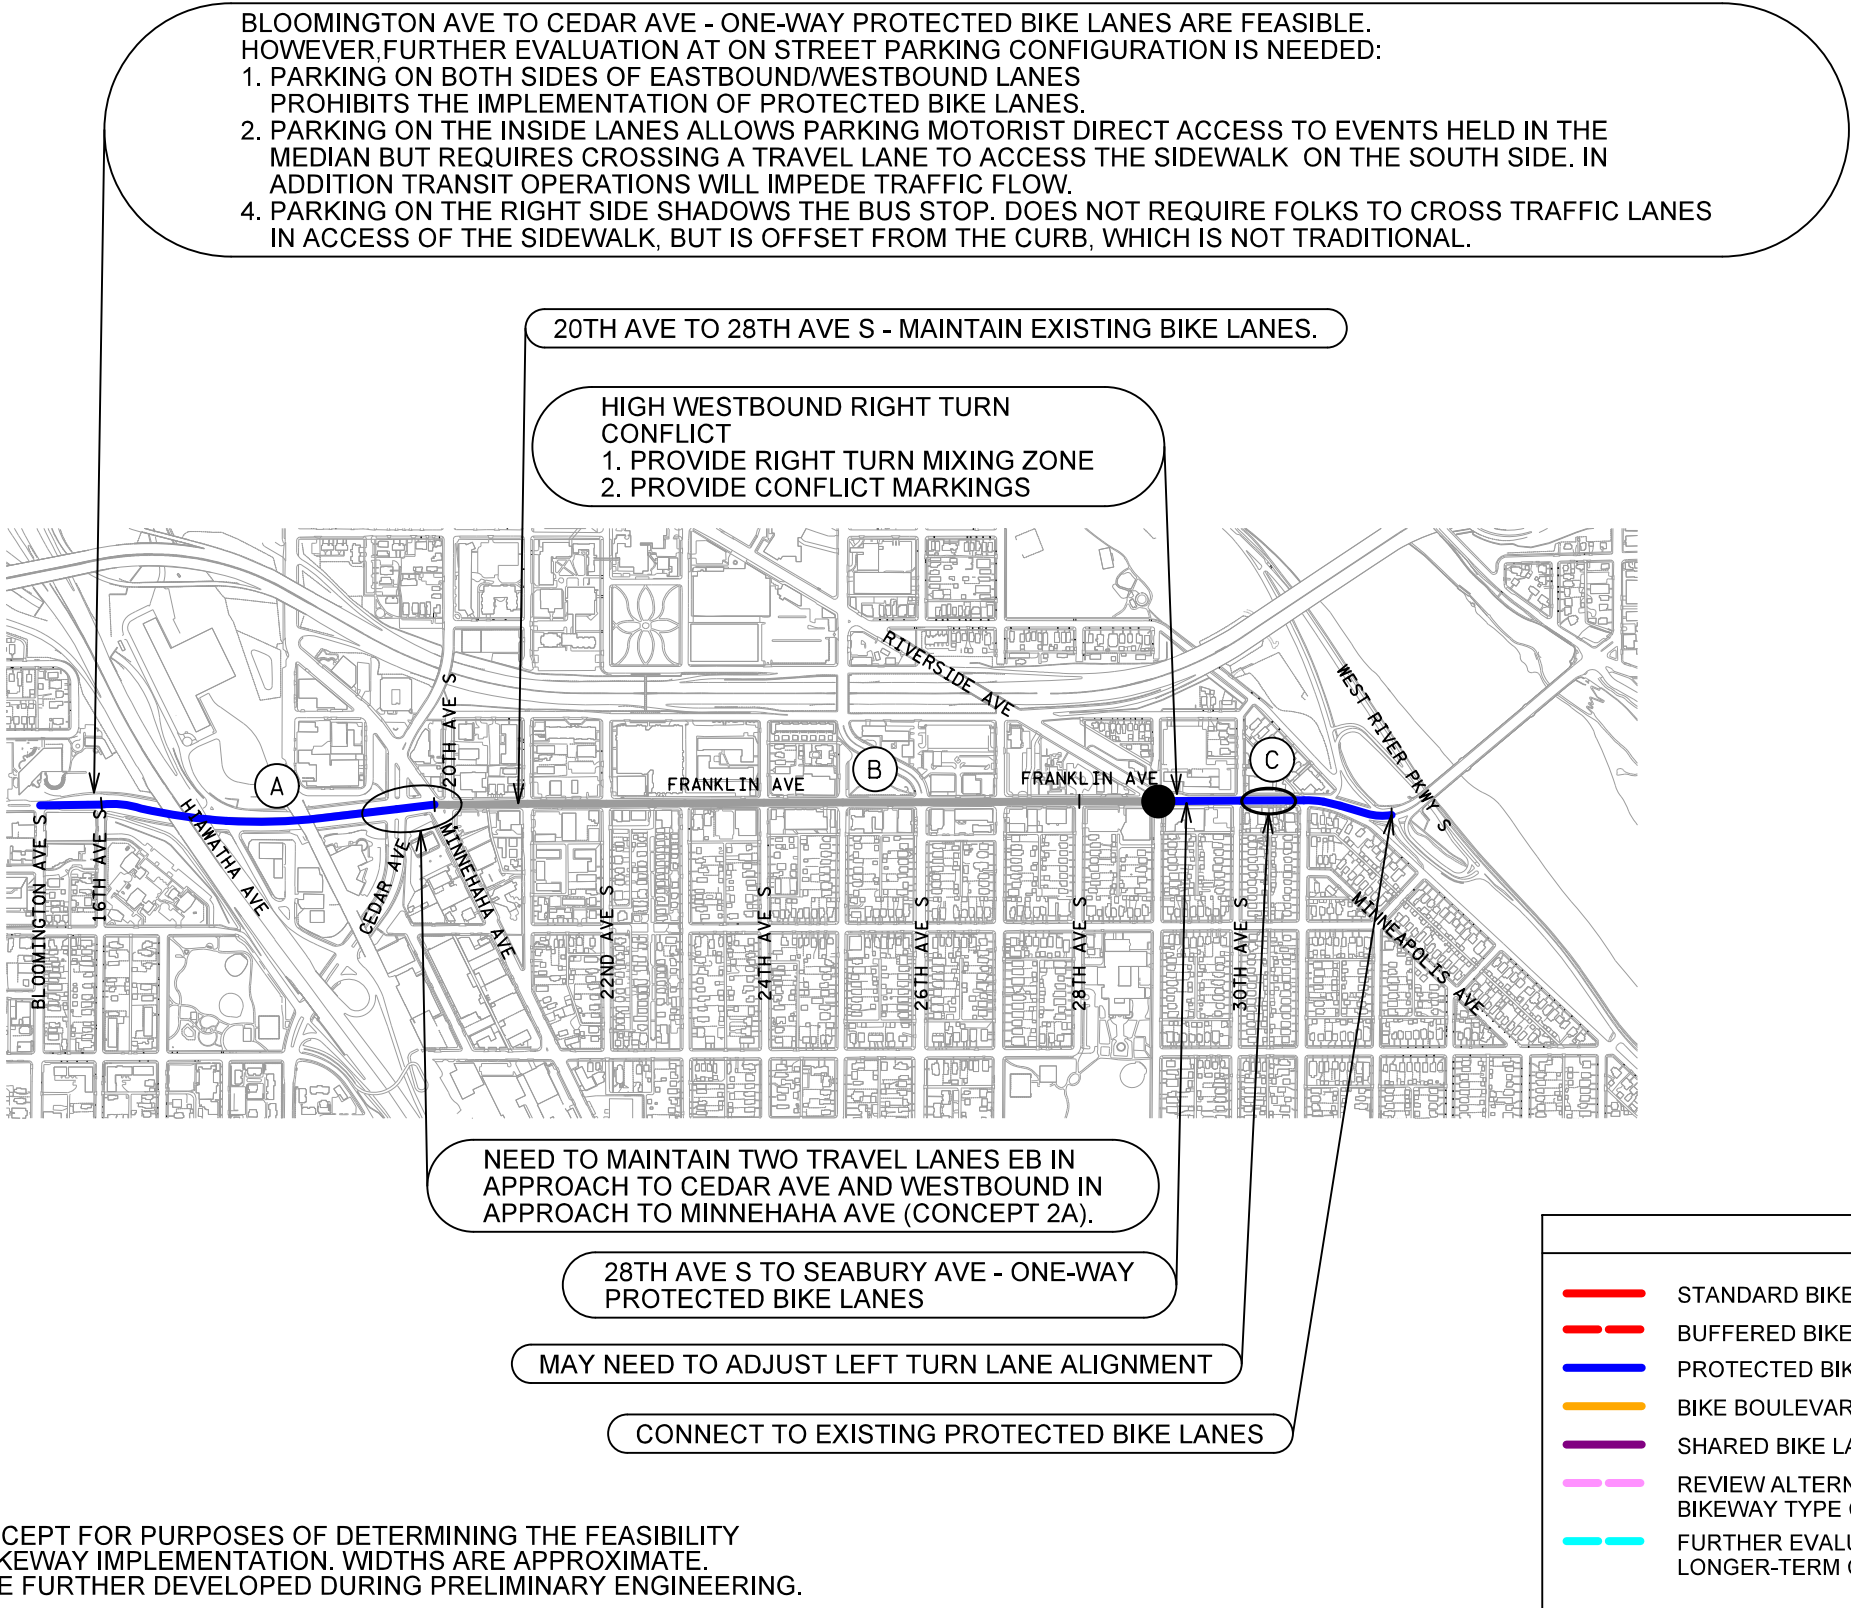 BLOOMINGTON AVE TO CEDAR AVE - ONE-WAY PROTECTED BIKE LANES ARE FEASIBLE.
HOWEVER,FURTHER EVALUATION AT ON STREET PARKING CONFIGURATION IS NEEDED:
1. PARKING ON BOTH SIDES OF EASTBOUND/WESTBOUND LANES
PROHIBITS THE IMPLEMENTATION OF PROTECTED BIKE LANES.
2. PARKING ON THE INSIDE LANES ALLOWS PARKING MOTORIST DIRECT ACCESS TO EVENTS HELD IN THE
MEDIAN BUT REQUIRES CROSSING A TRAVEL LANE TO ACCESS THE SIDEWALK ON THE SOUTH SIDE. IN
ADDITION TRANSIT OPERATIONS WILL IMPEDE TRAFFIC FLOW.
4. PARKING ON THE RIGHT SIDE SHADOWS THE BUS STOP. DOES NOT REQUIRE FOLKS TO CROSS TRAFFIC LANES
IN ACCESS OF THE SIDEWALK, BUT IS OFFSET FROM THE CURB, WHICH IS NOT TRADITIONAL.
20TH AVE TO 28TH AVE S - MAINTAIN EXISTING BIKE LANES.
HIGH WESTBOUND RIGHT TURN
CONFLICT
1. PROVIDE RIGHT TURN MIXING ZONE
2. PROVIDE CONFLICT MARKINGS
RIVERSIDE AVE
WEST RIVER PKWY S
20TH AVE S
A
B
C
FRANKLIN AVE
FRANKLIN AVE
BLOOMINGTON AVE S
16TH AVE S
HIAWATHA AVE
CEDAR AVE
MINNEHAHA AVE
22ND AVE S
24TH AVE S
26TH AVE S
28TH AVE S
30TH AVE S
MINNEAPOLIS AVE
NEED TO MAINTAIN TWO TRAVEL LANES EB IN
APPROACH TO CEDAR AVE AND WESTBOUND IN
APPROACH TO MINNEHAHA AVE (CONCEPT 2A).
28TH AVE S TO SEABURY AVE - ONE-WAY
PROTECTED BIKE LANES
MAY NEED TO ADJUST LEFT TURN LANE ALIGNMENT
CONNECT TO EXISTING PROTECTED BIKE LANES
STANDARD BIKE
BUFFERED BIKE
PROTECTED BIK
BIKE BOULEVAR
SHARED BIKE LA
REVIEW ALTERN
BIKEWAY TYPE
FURTHER EVALU
LONGER-TERM
CEPT FOR PURPOSES OF DETERMINING THE FEASIBILITY
KEWAY IMPLEMENTATION. WIDTHS ARE APPROXIMATE.
E FURTHER DEVELOPED DURING PRELIMINARY ENGINEERING.